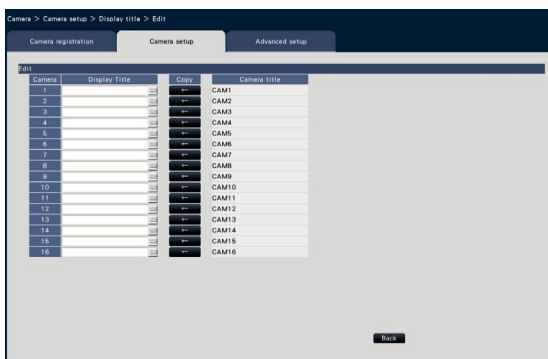 Camera > Camera setup > Display title > Edit
Camera registration Camera setup Advanced setup
Edit
Camera Display Title Copy Camera title
1 ← CAM1
2 ← CAM2
3 ← CAM3
4 ← CAM4
5 ← CAM5
6 ← CAM6
7 ← CAM7
8 ← CAM8
9 ← CAM9
10 ← CAM10
11 ← CAM11
12 ← CAM12
13 ← CAM13
14 ← CAM14
15 ← CAM15
16 ← CAM16
Back